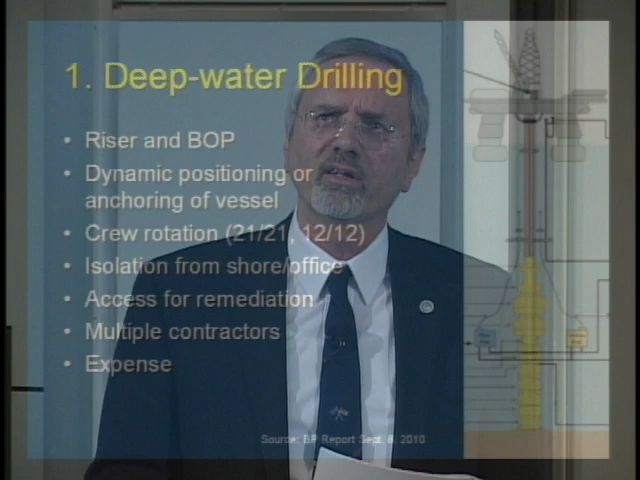 1. Deep-water Drilling
• Riser and BOP
• Dynamic positioning or
anchoring of vessel
• Crew rotation (21/21, 12/12)
• Isolation from shore/office
• Access for remediation
• Multiple contractors
• Expense
Source: BP Report Sept. 8, 2010